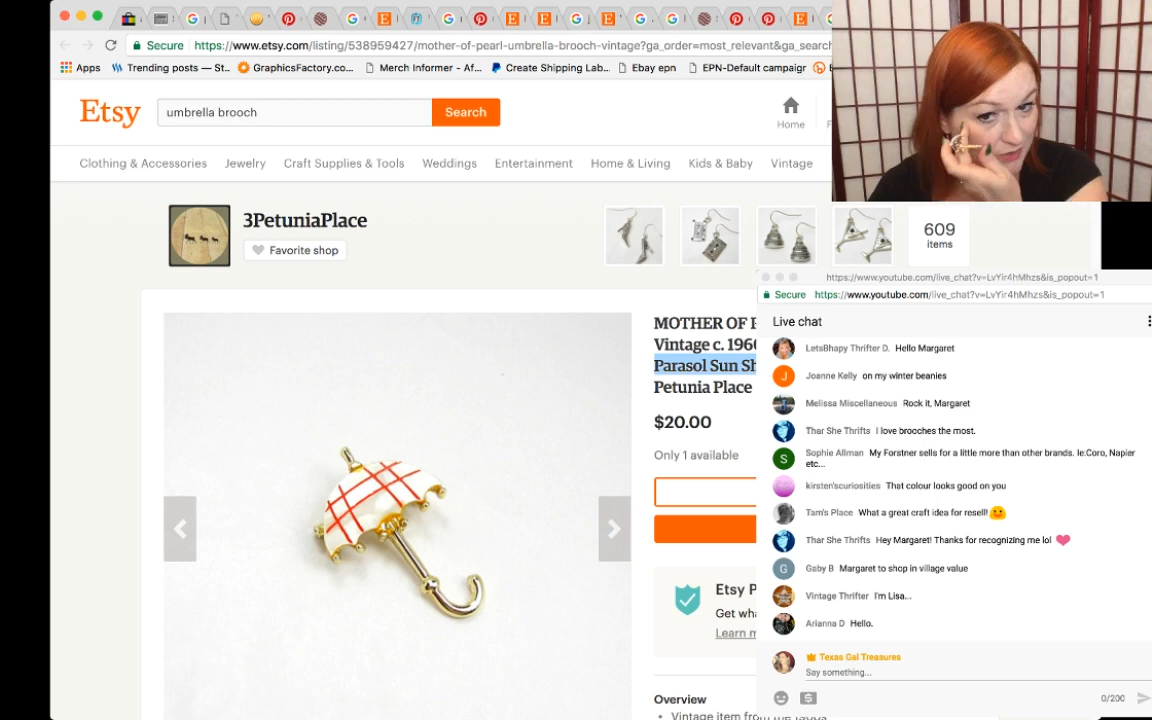 Secure https://www.etsy.com/listing/538959427/mother-of-pearl-umbrella-brooch-vintage?ga_order=most_relevant&ga_search
Apps Trending posts — St... GraphicsFactory.co... Merch Informer - Af... Create Shipping Lab... Ebay epn EPN-Default campaigr
Etsy
umbrella brooch
Search
Home
Clothing & Accessories Jewelry Craft Supplies & Tools Weddings Entertainment Home & Living Kids & Baby Vintage
3PetuniaPlace
Favorite shop
609
items
MOTHER OF
Vintage c. 196
Parasol Sun Sh
Petunia Place
$20.00
Only 1 available
Etsy P
Get wha
Learn m
Overview
Vintage item from the 1960s
https://www.youtube.com/live_chat?v=LvYir4hMhzs&is_popout=1
Secure https://www.youtube.com/live_chat?v=LvYir4hMhzs&is_popout=1
Live chat
LetsBhapy Thrifter D. Hello Margaret
Joanne Kelly on my winter beanies
Melissa Miscellaneous Rock it, Margaret
Thar She Thrifts I love brooches the most.
Sophie Allman My Forstner sells for a little more than other brands. Ie:Coro, Napier
etc...
kirsten'scuriosities That colour looks good on you
Tam's Place What a great craft idea for resell!
Thar She Thrifts Hey Margaret! Thanks for recognizing me lol
Gaby B Margaret to shop in village value
Vintage Thrifter I'm Lisa...
Arianna D Hello.
Texas Gal Treasures
Say something...
0/200